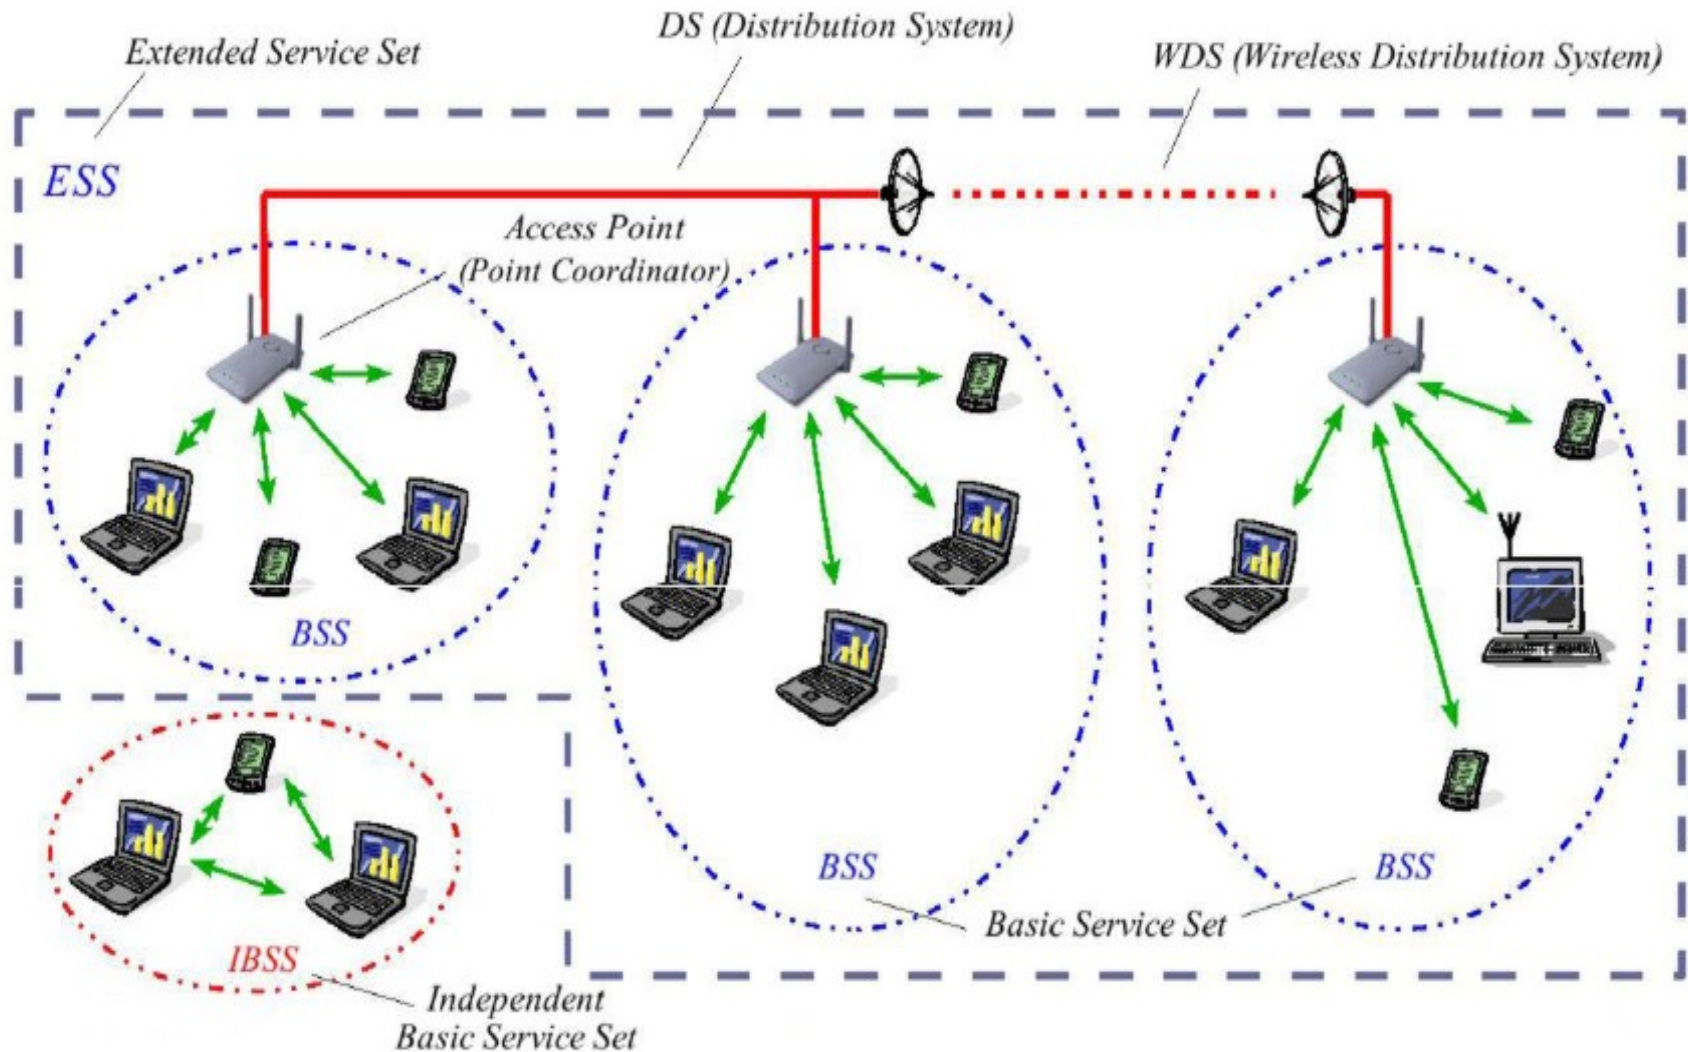 DS (Distribution System)
Extended Service Set
WDS (Wireless Distribution System)
ESS
Access Point
(Point Coordinator)
BSS
BSS
BSS
Basic Service Set
IBSS
Independent
Basic Service Set